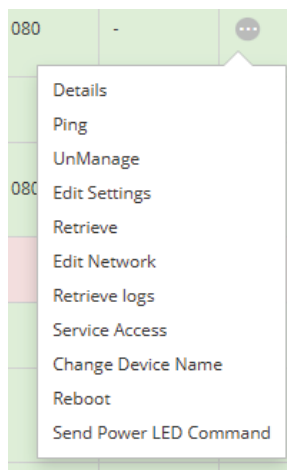 080 -
Details
Ping
UnManage
080
Edit Settings
Retrieve
Edit Network
Retrieve logs
Service Access
Change Device Name
Reboot
Send Power LED Command